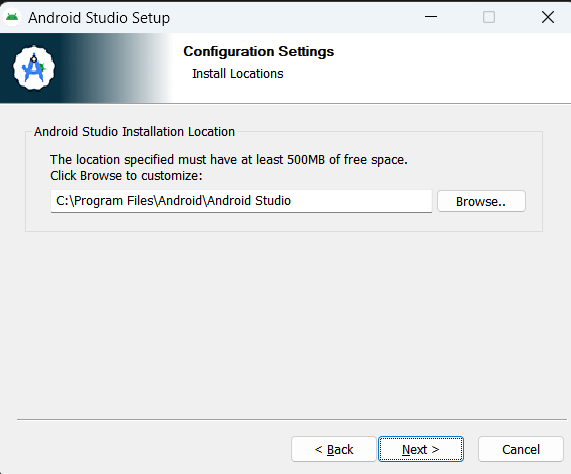 Android Studio Setup
Configuration Settings
Install Locations
Android Studio Installation Location
The location specified must have at least 500MB of free space.
Click Browse to customize:
C:\Program Files\Android\Android Studio
Browse..
< Back
Next >
Cancel